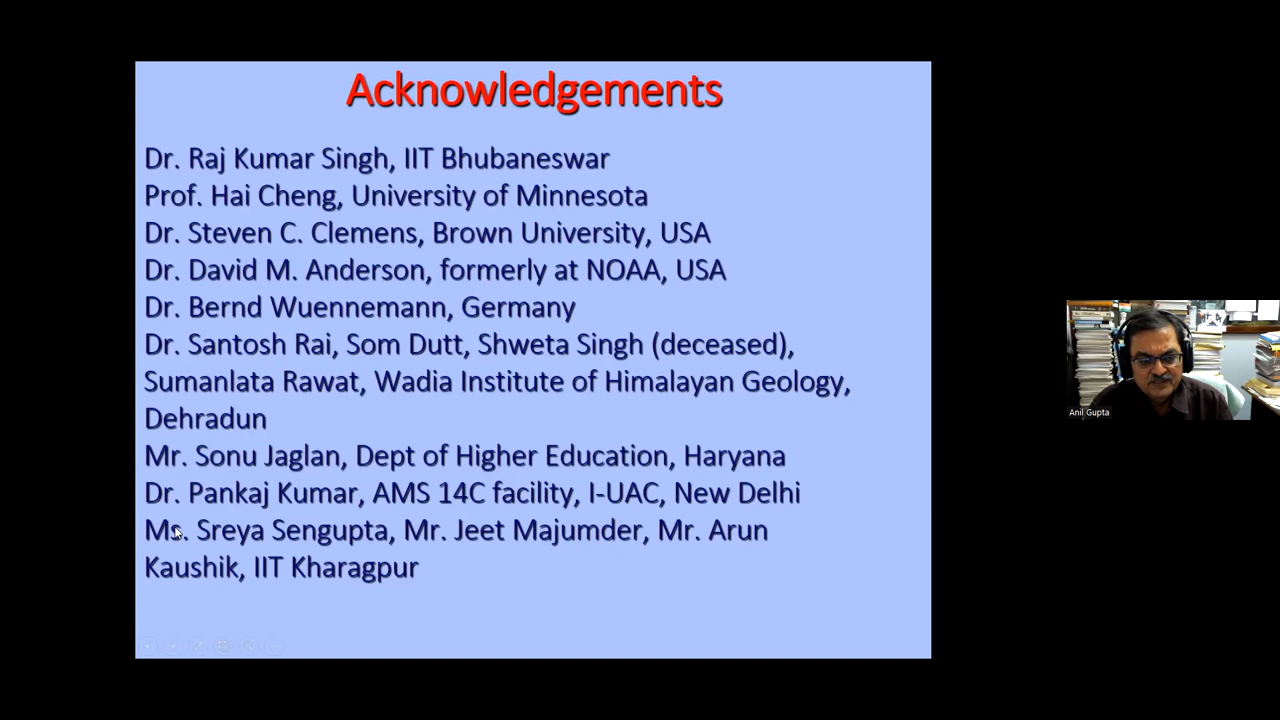 Acknowledgements
Dr. Raj Kumar Singh, IIT Bhubaneswar
Prof. Hai Cheng, University of Minnesota
Dr. Steven C. Clemens, Brown University, USA
Dr. David M. Anderson, formerly at NOAA, USA
Dr. Bernd Wuennemann, Germany
Dr. Santosh Rai, Som Dutt, Shweta Singh (deceased),
Sumanlata Rawat, Wadia Institute of Himalayan Geology,
Dehradun
Mr. Sonu Jaglan, Dept of Higher Education, Haryana
Dr. Pankaj Kumar, AMS 14C facility, I-UAC, New Delhi
Ms. Sreya Sengupta, Mr. Jeet Majumder, Mr. Arun
Kaushik, IIT Kharagpur
Anil Gupta